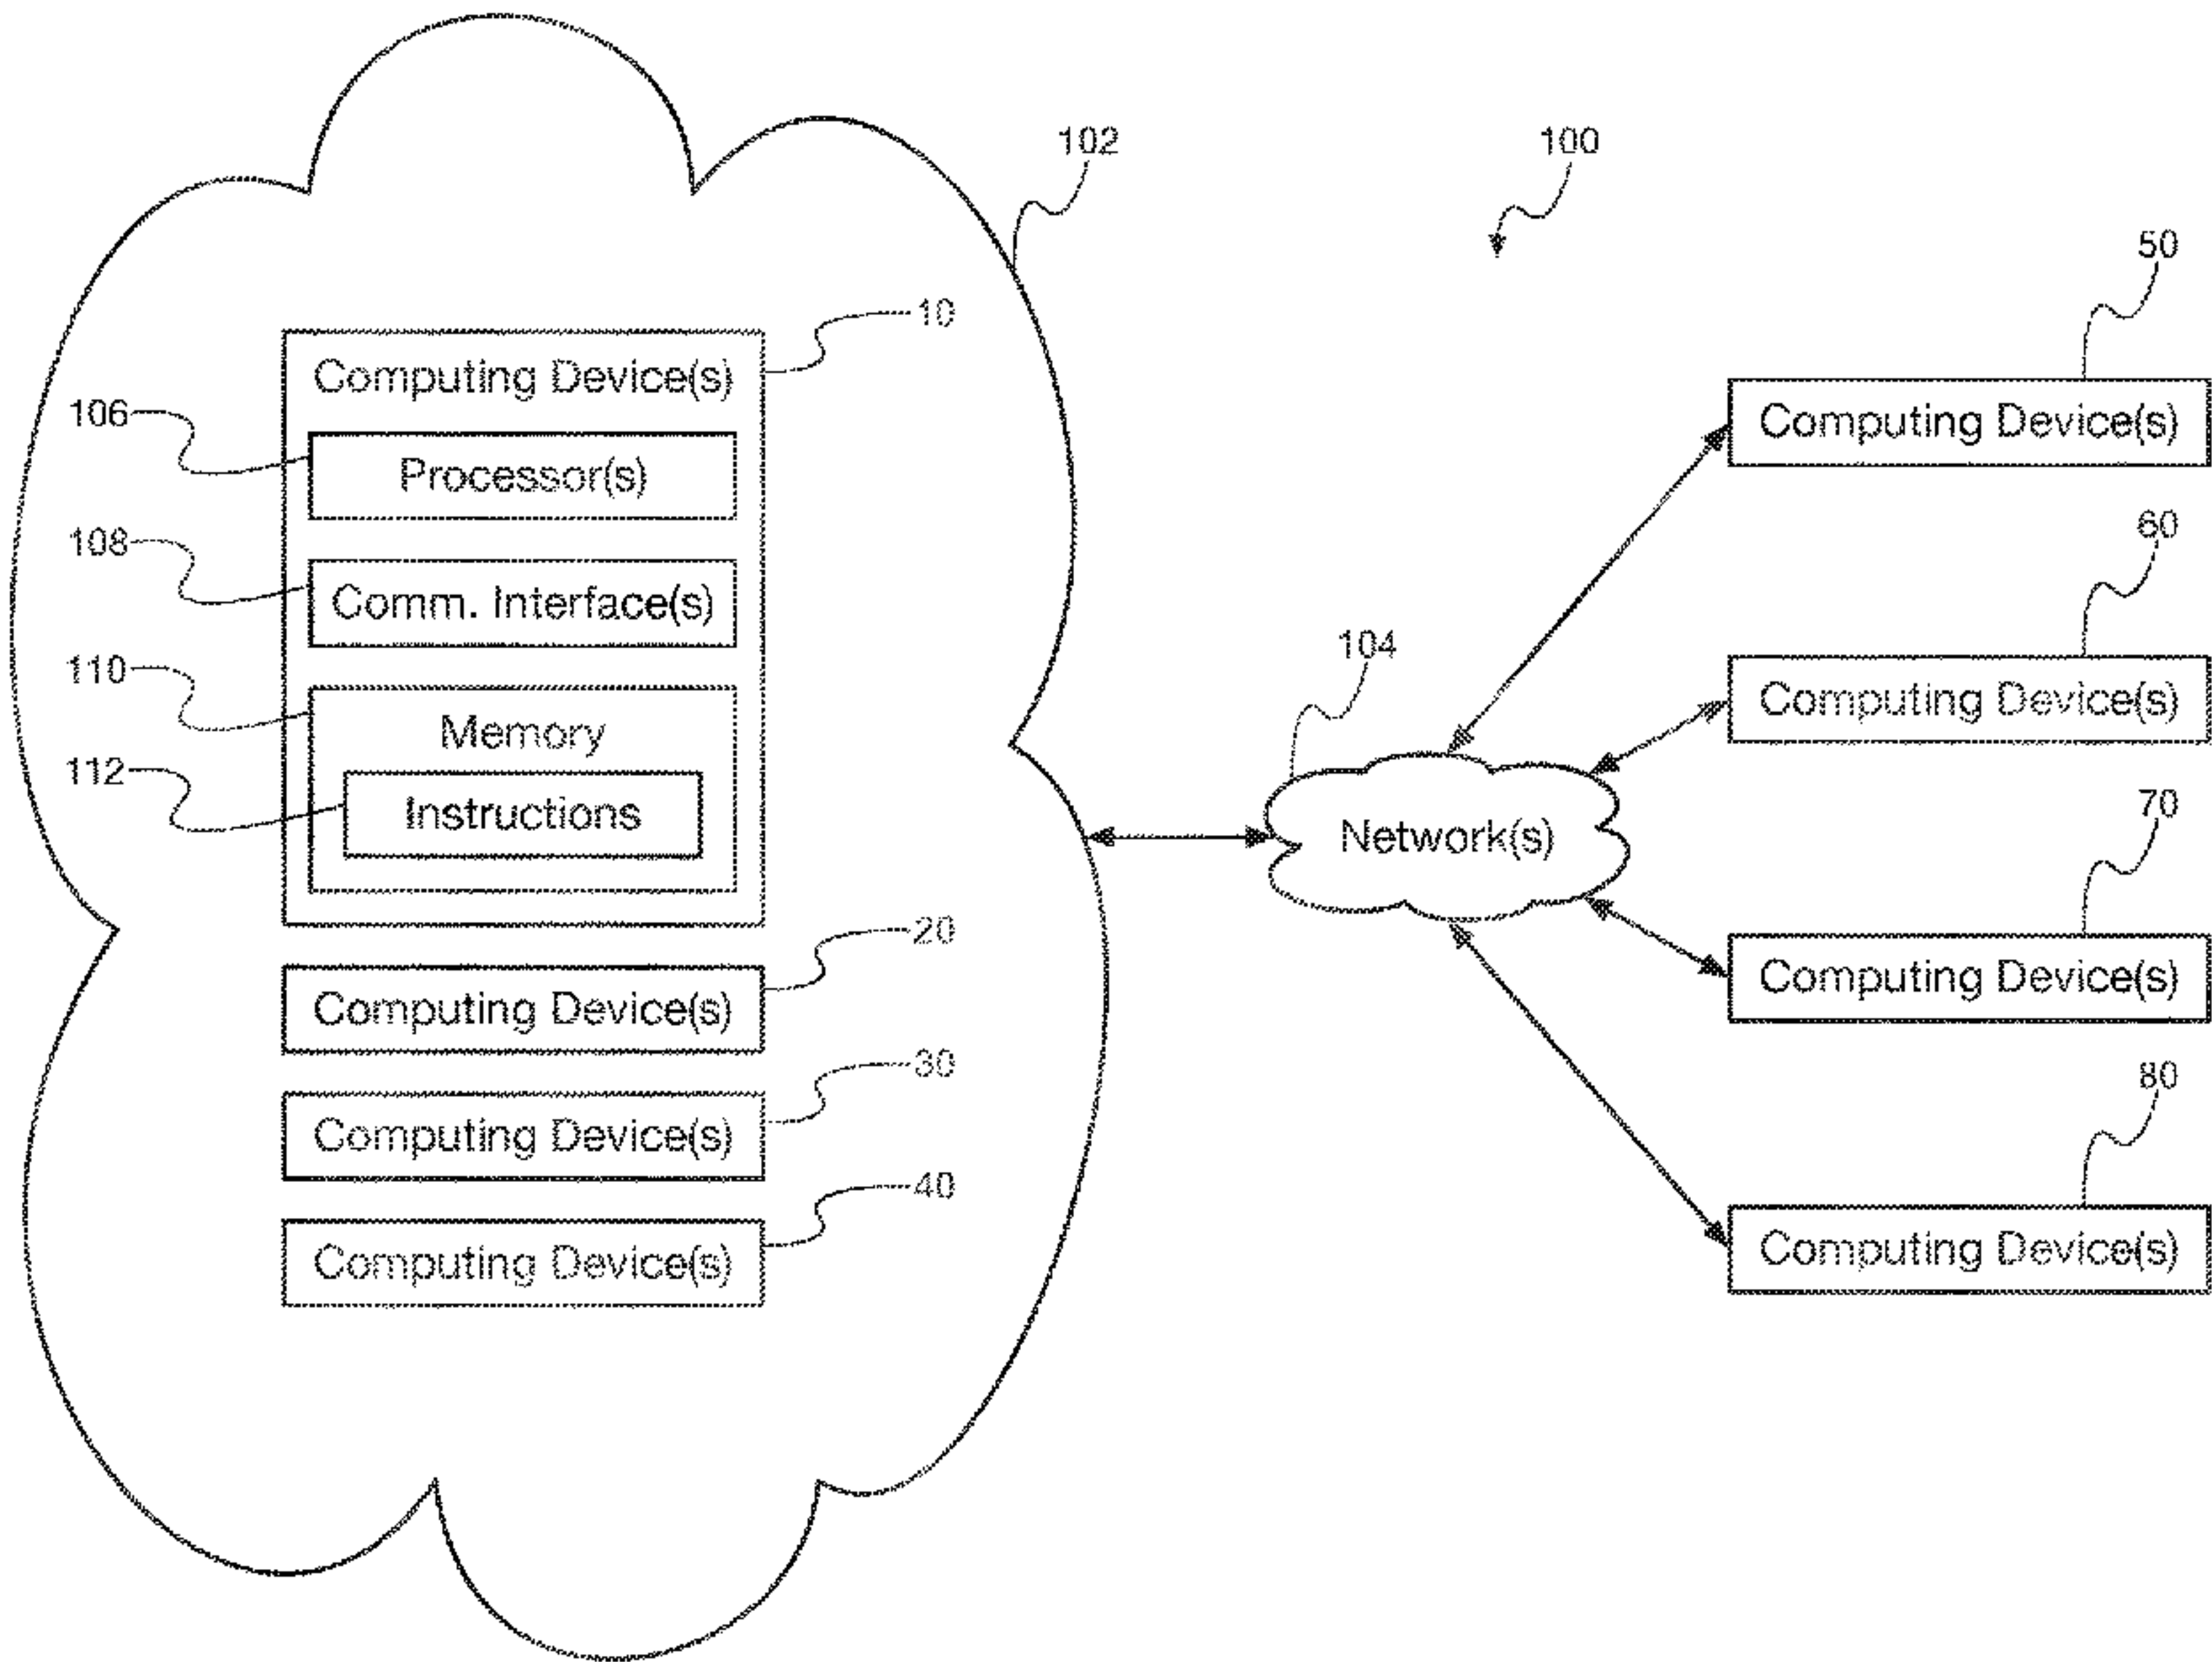 102
100
50
10
Computing Device(s)
106
Computing Device(s)
Processor(s)
60
108
Comm. Interface(s)
104
110
Computing Device(s)
Memory
112
70
Instructions
Network(s)
20
Computing Device(s)
Computing Device(s)
30
80
Computing Device(s)
40
Computing Device(s)
Computing Device(s)